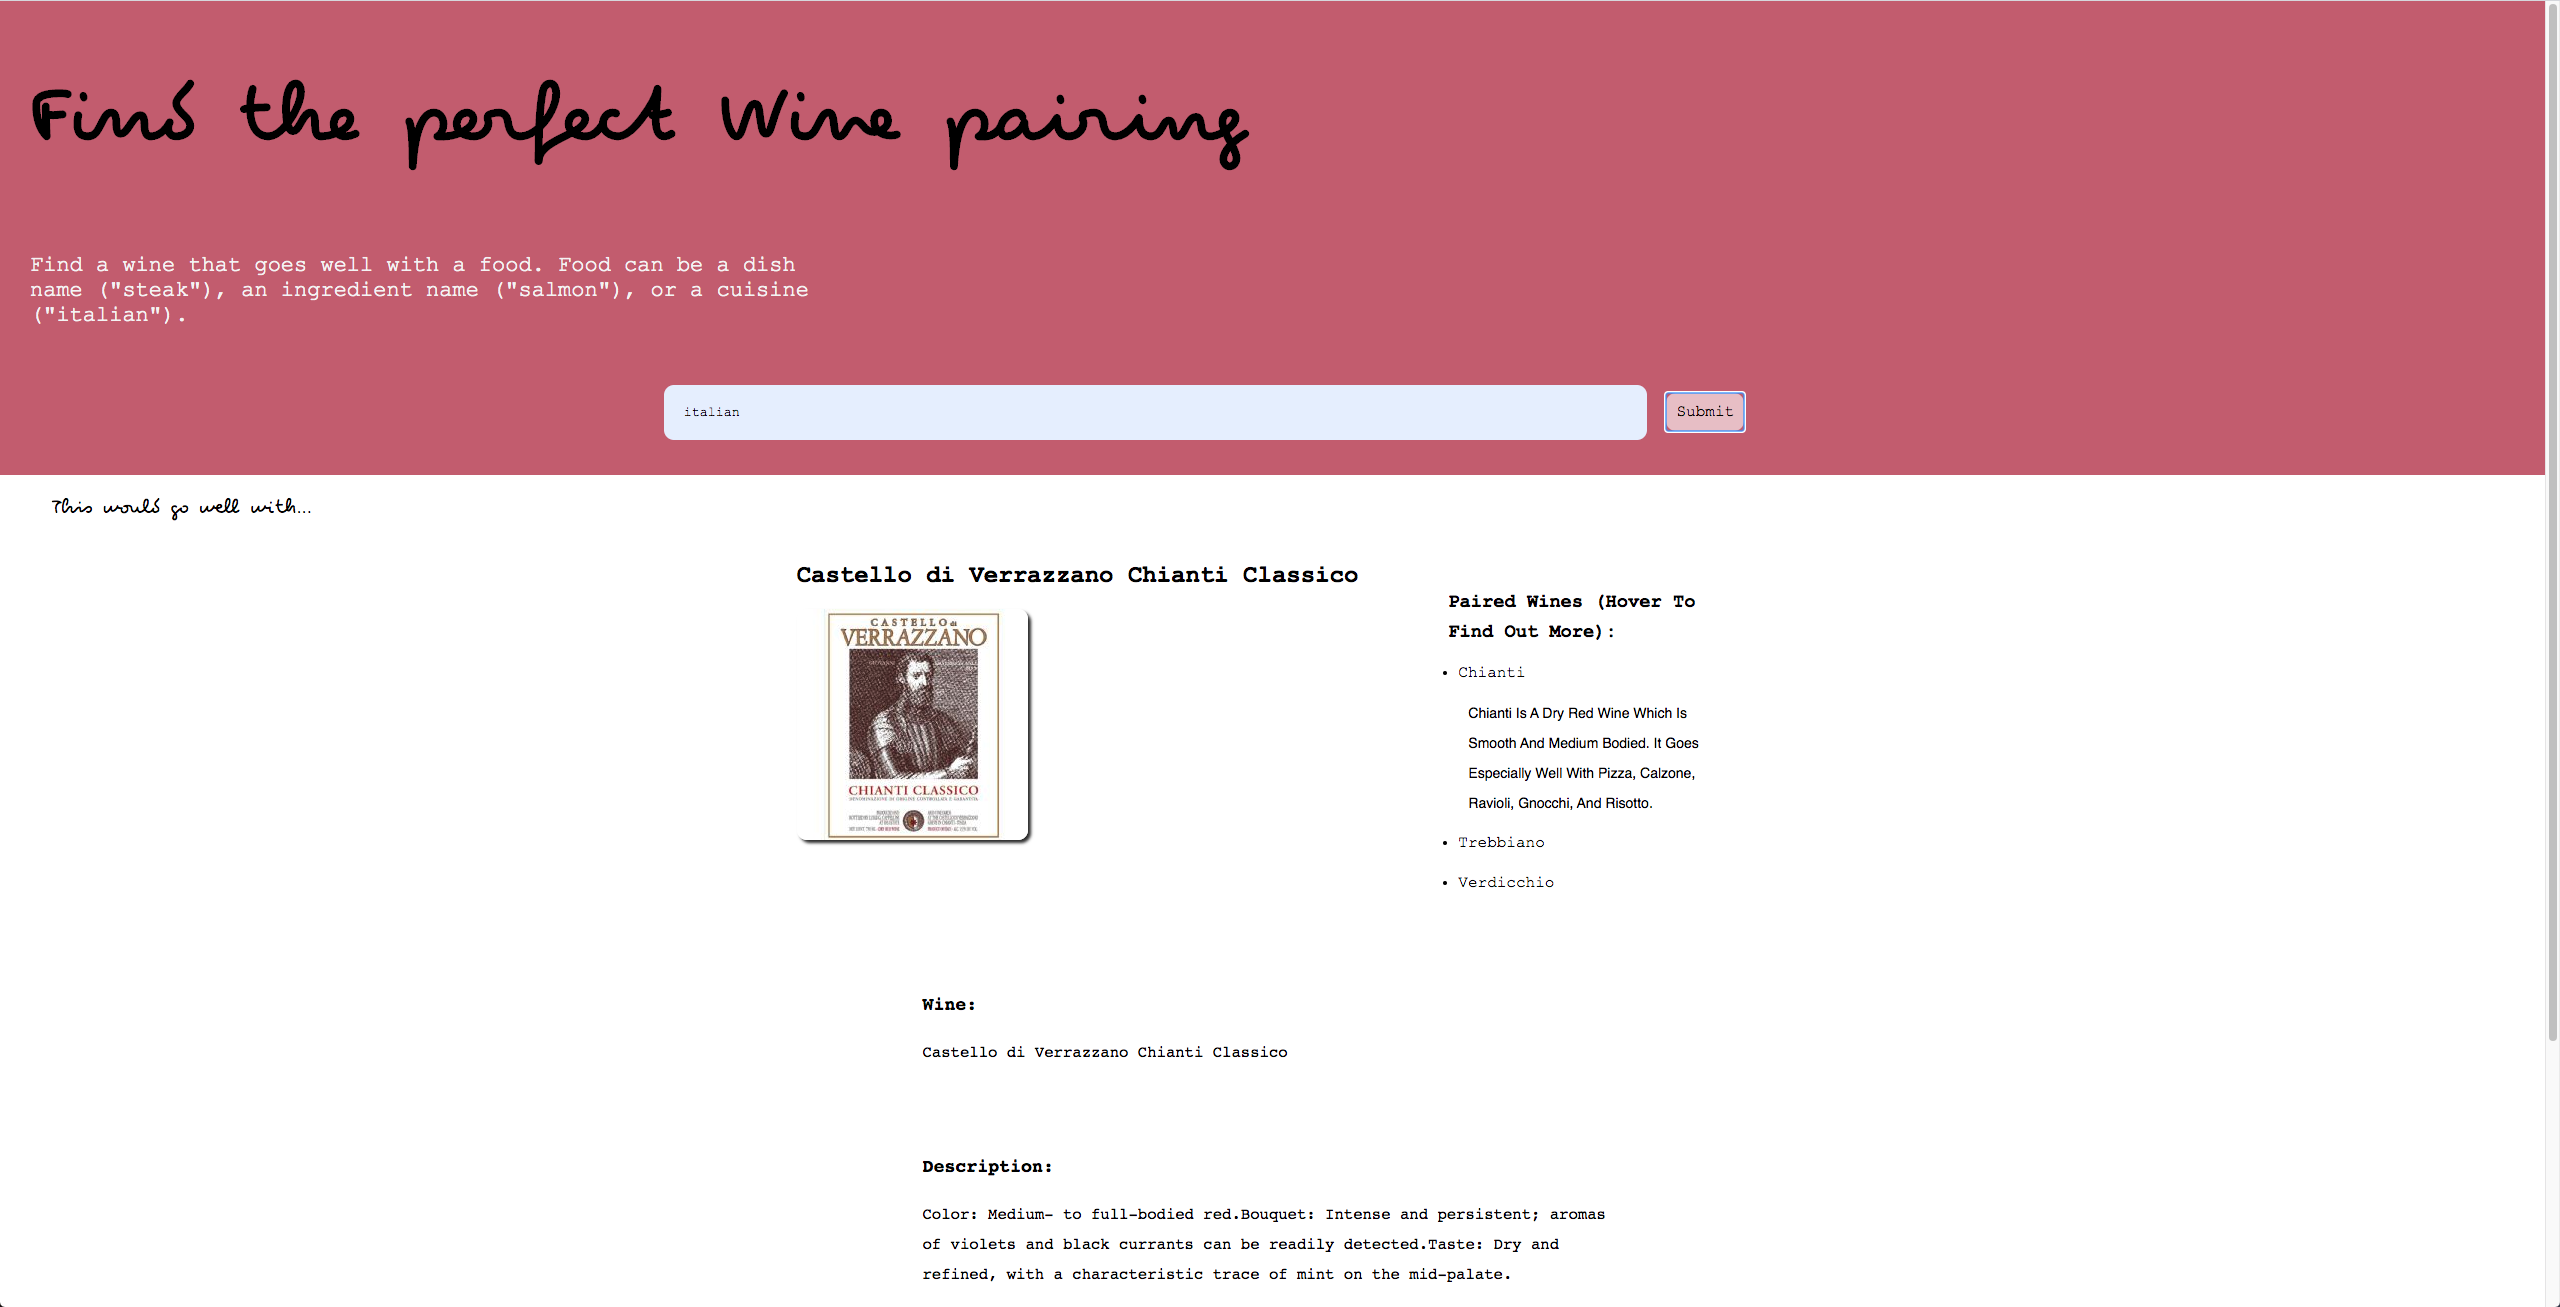 Find the perfect Wine pairing
Find a wine that goes well with a food. Food can be a dish
name ("steak"), an ingredient name ("salmon"), or a cuisine
("italian").
italian
Submit
This would go well with...
Castello di Verrazzano Chianti Classico
CASTELLO di
VERRAZZANO
CHIANTI CLASSICO
Paired Wines (Hover To
Find Out More):
• Chianti
Chianti Is A Dry Red Wine Which Is
Smooth And Medium Bodied. It Goes
Especially Well With Pizza, Calzone,
Ravioli, Gnocchi, And Risotto.
• Trebbiano
• Verdicchio
Wine:
Castello di Verrazzano Chianti Classico
Description:
Color: Medium- to full-bodied red.Bouquet: Intense and persistent; aromas
of violets and black currants can be readily detected.Taste: Dry and
refined, with a characteristic trace of mint on the mid-palate.